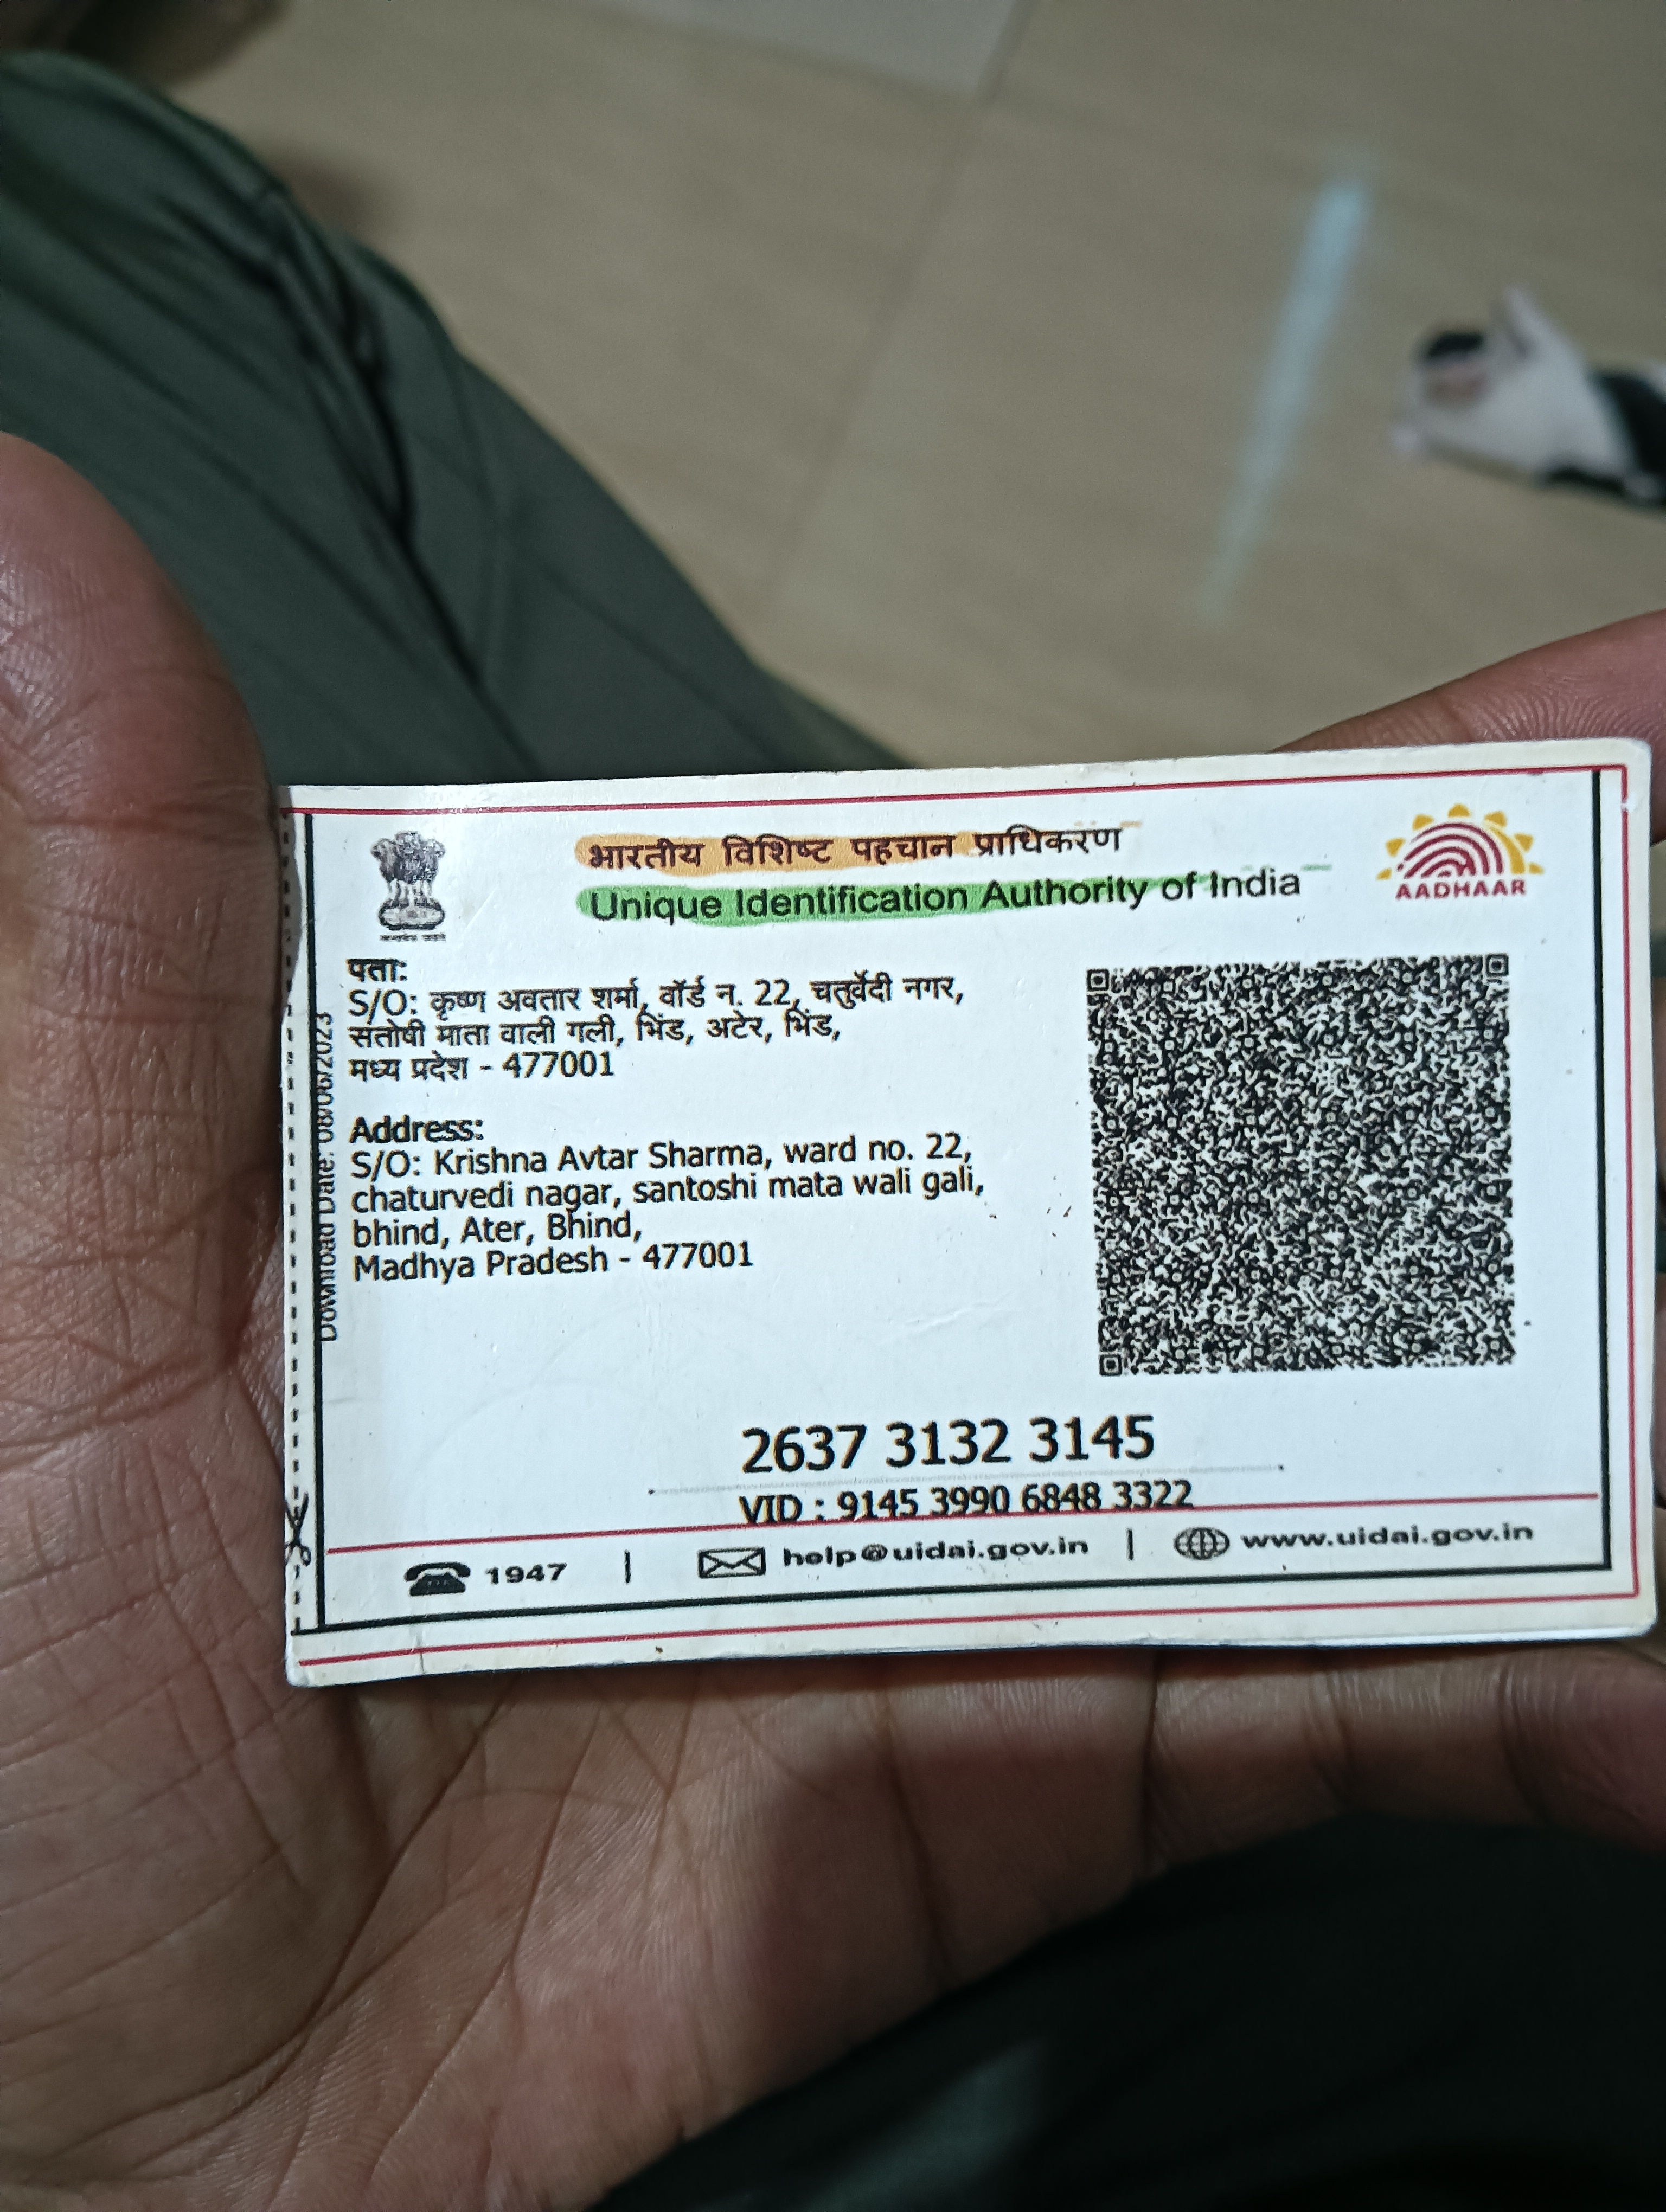 भारतीय विशिष्ट पहचान प्राधिकरण
Unique Identification Authority of India
AADHAAR
पता:
S/O: कृष्ण अवतार शर्मा, वॉर्ड न. 22, चतुर्वेदी नगर,
संतोषी माता वाली गली, भिंड, अटेर, भिंड,
मध्य प्रदेश - 477001
Address:
S/O: Krishna Avtar Sharma, ward no. 22,
chaturvedi nagar, santoshi mata wali gali,
bhind, Ater, Bhind,
Madhya Pradesh - 477001
Download Date: 08/06/2023
2637 3132 3145
VID : 9145 3990 6848 3322
1947 | help@uidai.gov.in | www.uidai.gov.in